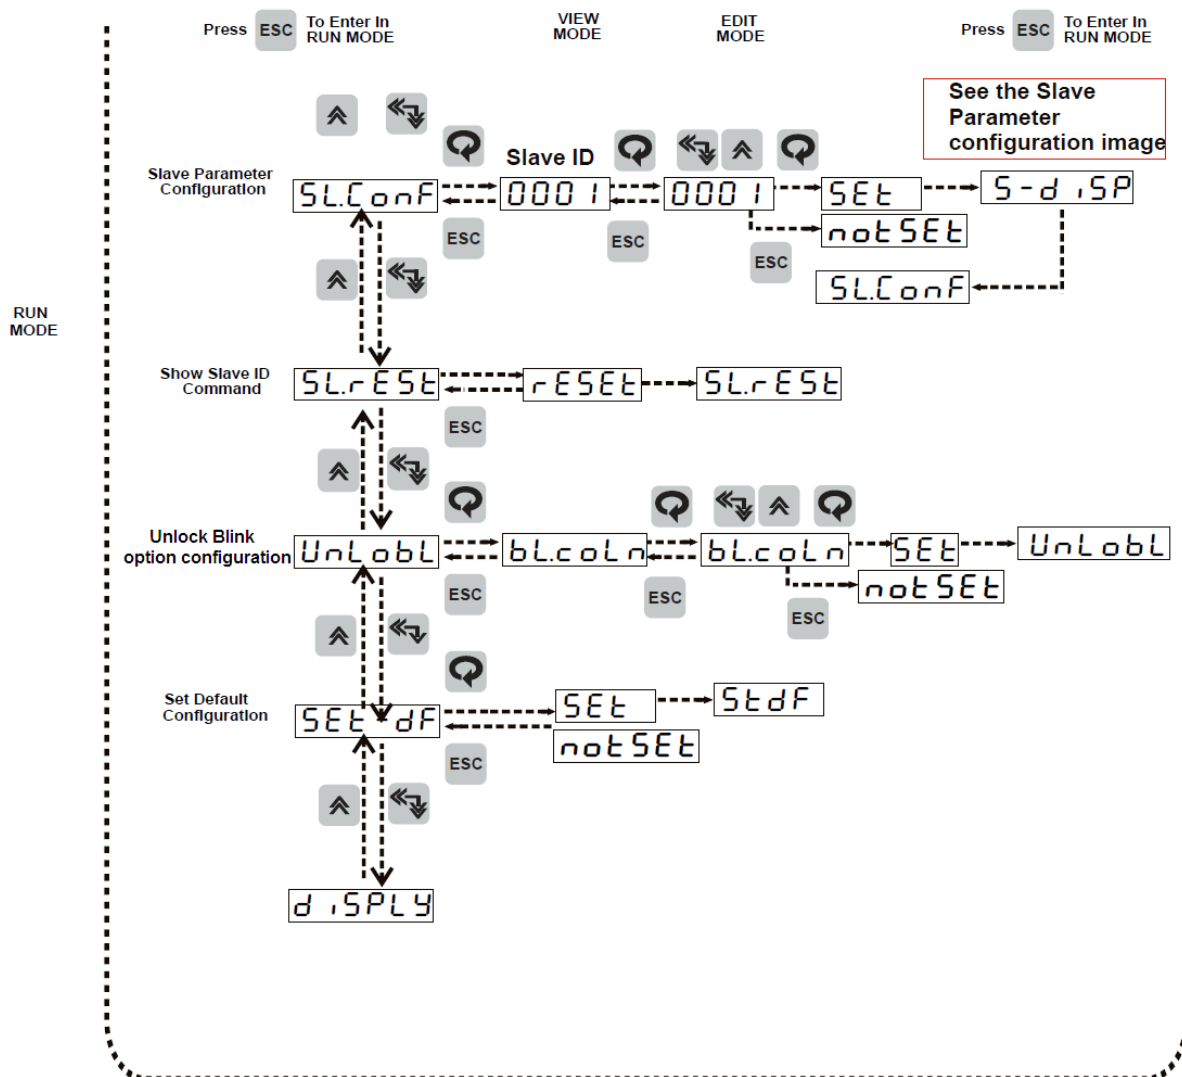 Press ESC To Enter In
RUN MODE
VIEW
MODE
EDIT
MODE
Press ESC To Enter In
RUN MODE
See the Slave
Parameter
configuration image
Slave ID
Slave Parameter
Configuration
SL.ConF
0001
0001
SEt
S-diSP
notSEt
ESC
ESC
ESC
SL.ConF
RUN
MODE
Show Slave ID
Command
SL.rESt
rESEt
SL.rESt
ESC
Unlock Blink
option configuration
UnLobL
bL.coLn
bL.coLn
SEt
UnLobL
notSEt
ESC
ESC
ESC
Set Default
Configuration
SEt dF
SEt
StdF
notSEt
ESC
diSPLY